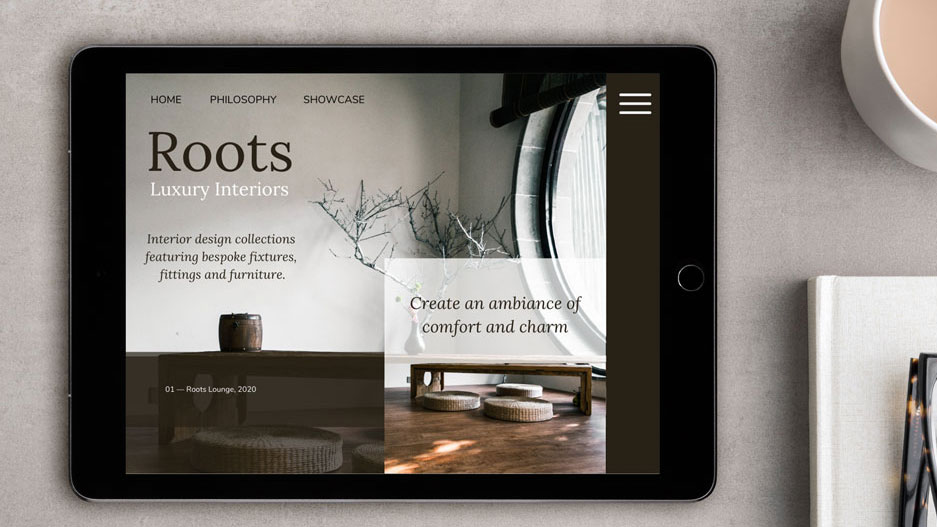 HOME PHILOSOPHY SHOWCASE
Roots
Luxury Interiors
Interior design collections
featuring bespoke fixtures,
fittings and furniture.
Create an ambiance of
comfort and charm
01 — Roots Lounge, 2020